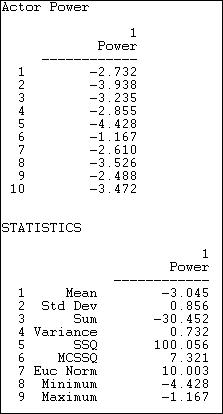 Actor Power
1
Power
-------------
1 -2.732
2 -3.938
3 -3.235
4 -2.855
5 -4.428
6 -1.167
7 -2.610
8 -3.526
9 -2.488
10 -3.472
STATISTICS
1
Power
------------
1 Mean -3.045
2 Std Dev 0.856
3 Sum -30.452
4 Variance 0.732
5 SSQ 100.056
6 MCSSQ 7.321
7 Euc Norm 10.003
8 Minimum -4.428
9 Maximum -1.167